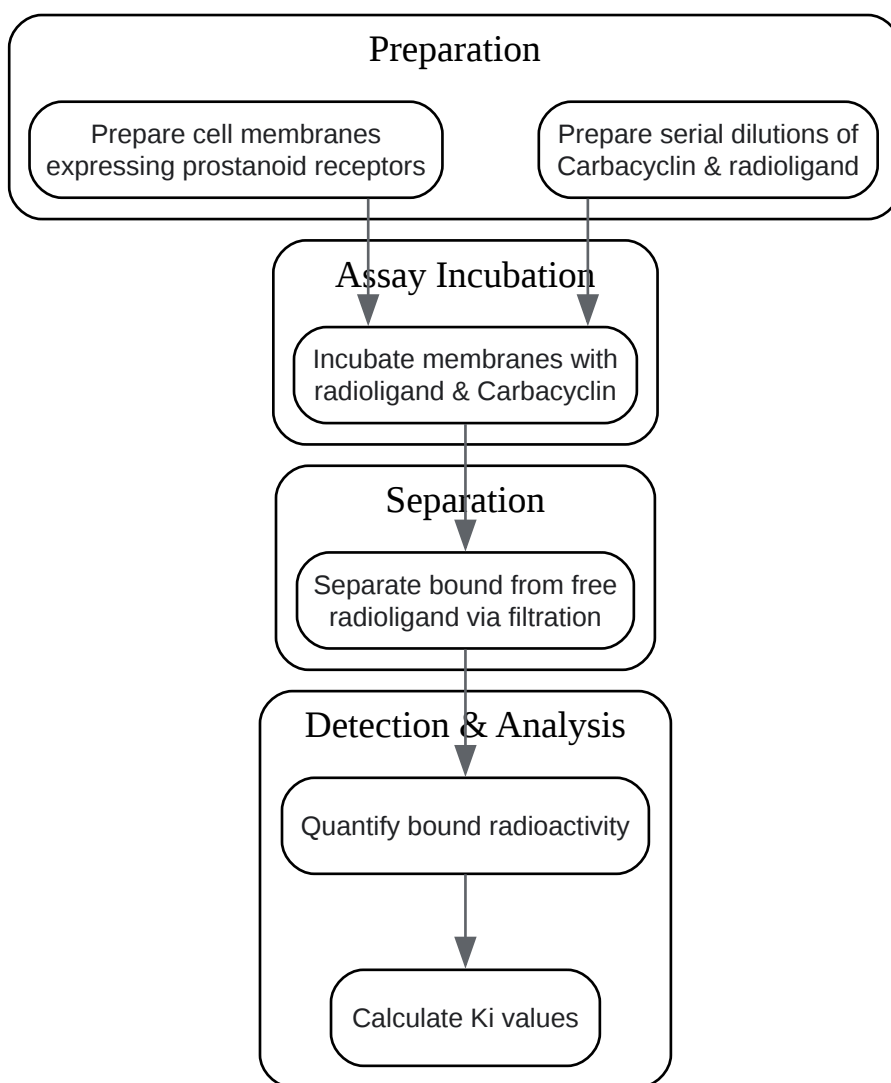 Preparation
Prepare cell membranes
expressing prostanoid receptors
Prepare serial dilutions of
Carbacyclin & radioligand
Assay Incubation
Incubate membranes with
radioligand & Carbacyclin
Separation
Separate bound from free
radioligand via filtration
Detection & Analysis
Quantify bound radioactivity
Calculate Ki values